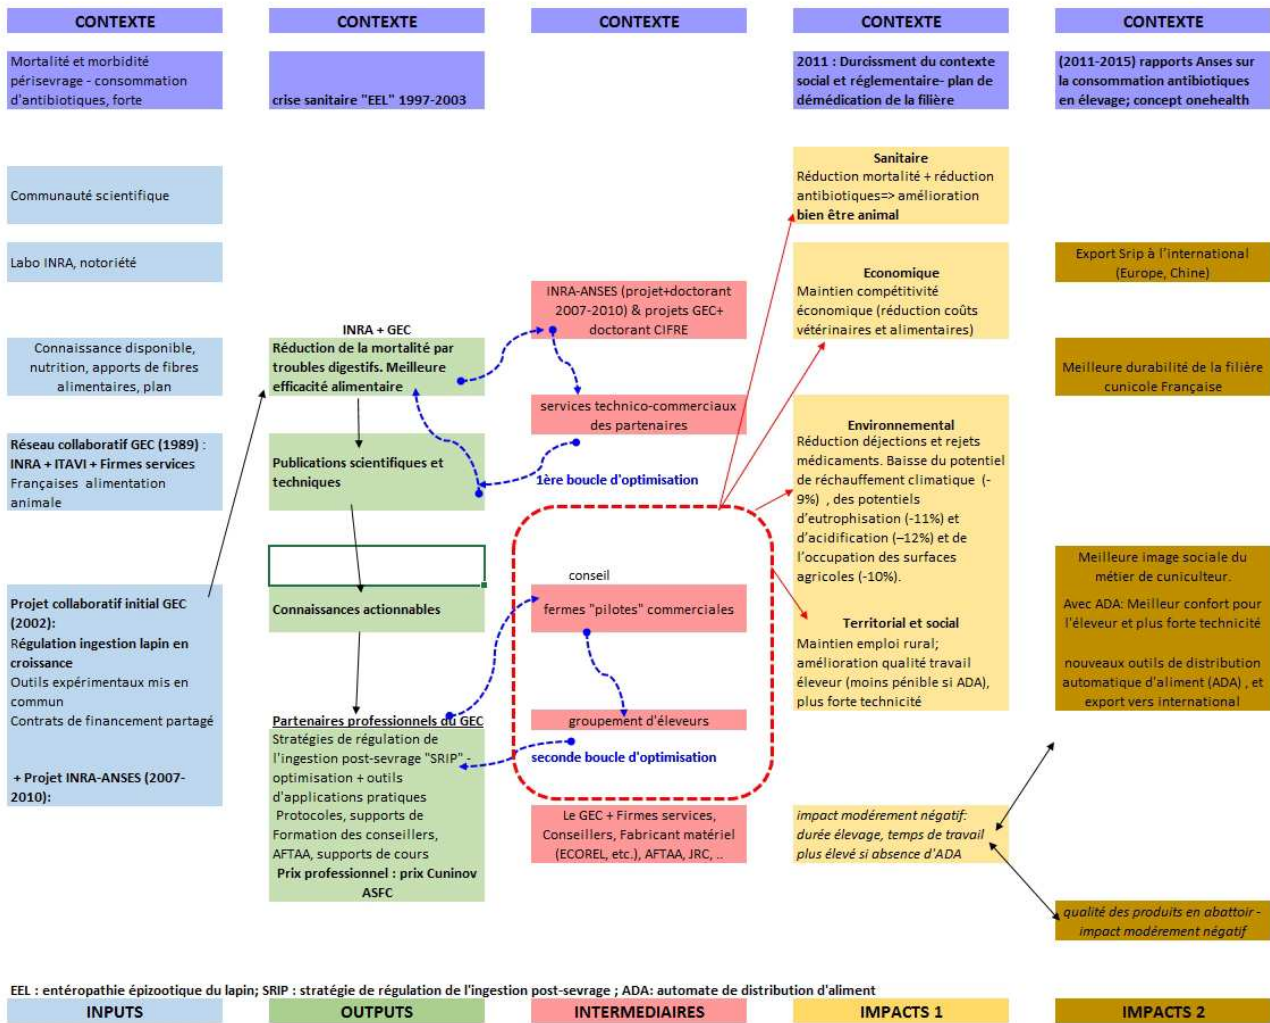 CONTEXTE
CONTEXTE
CONTEXTE
CONTEXTE
CONTEXTE
Mortalité et morbidité
périsevrage - consommation
d'antibiotiques, forte
crise sanitaire "EEL" 1997-2003
2011 : Durcissment du contexte
social et réglementaire- plan de
démédication de la filière
(2011-2015) rapports Anses sur
la consommation antibiotiques
en élevage; concept onehealth
Communauté scientifique
Labo INRA, notoriété
Connaissance disponible,
nutrition, apports de fibres
alimentaires, plan
Réseau collaboratif GEC (1989) :
INRA + ITAVI + Firmes services
Françaises alimentation
animale
Projet collaboratif initial GEC
(2002):
Régulation ingestion lapin en
croissance
Outils expérimentaux mis en
commun
Contrats de financement partagé
+ Projet INRA-ANSES (2007-
2010):
INRA + GEC
Réduction de la mortalité par
troubles digestifs. Meilleure
efficacité alimentaire
Publications scientifiques et
techniques
Connaissances actionnables
Partenaires professionnels du GEC
Stratégies de régulation de
l'ingestion post-sevrage "SRIP" -
optimisation + outils
d'applications pratiques
Protocoles, supports de
Formation des conseillers,
AFTAA, supports de cours
Prix professionnel : prix Cuninov
ASFC
INRA-ANSES (projet+doctorant
2007-2010) & projets GEC+
doctorant CIFRE
services technico-commerciaux
des partenaires
1ère boucle d'optimisation
conseil
fermes "pilotes" commerciales
groupement d'éleveurs
seconde boucle d'optimisation
Le GEC + Firmes services,
Conseillers, Fabricant matériel
(ECOREL, etc.), AFTAA, JRC, ..
Sanitaire
Réduction mortalité + réduction
antibiotiques=> amélioration
bien être animal
Economique
Maintien compétitivité
économique (réduction coûts
vétérinaires et alimentaires)
Environnemental
Réduction déjections et rejets
médicaments. Baisse du potentiel
de réchauffement climatique (-
9%) , des potentiels
d'eutrophisation (-11%) et
d'acidification (–12%) et de
l'occupation des surfaces
agricoles (-10%).
Territorial et social
Maintien emploi rural;
amélioration qualité travail
éleveur (moins pénible si ADA),
plus forte technicité
impact modérement négatif:
durée élevage, temps de travail
plus élevé si absence d'ADA
Export Srip à l'international
(Europe, Chine)
Meilleure durabilité de la filière
cunicole Française
Meilleure image sociale du
métier de cuniculteur.
Avec ADA: Meilleur confort pour
l'éleveur et plus forte technicité
nouveaux outils de distribution
automatique d'aliment (ADA) , et
export vers international
qualité des produits en abattoir -
impact modérement négatif
EEL : entéropathie épizootique du lapin; SRIP : stratégie de régulation de l'ingestion post-sevrage ; ADA: automate de distribution d'aliment
INPUTS
OUTPUTS
INTERMEDIAIRES
IMPACTS 1
IMPACTS 2